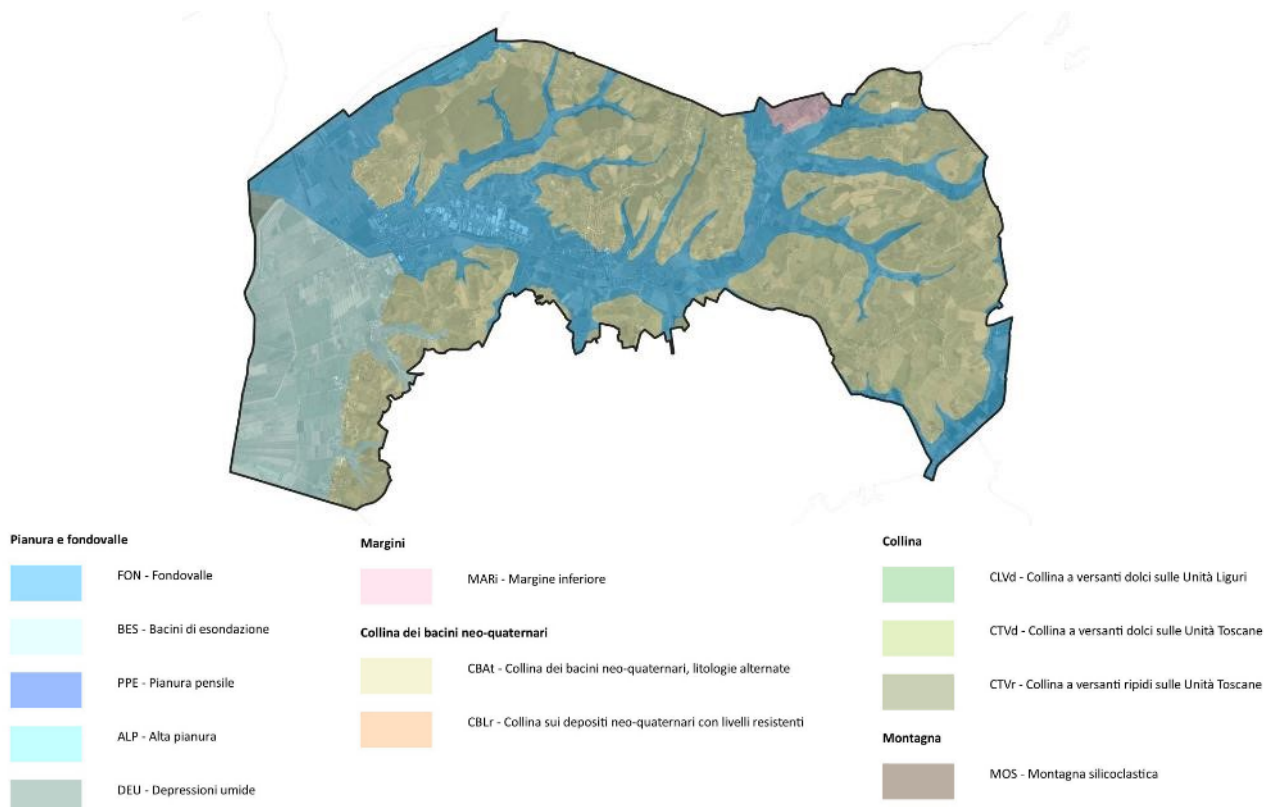 Pianura e fondovalle
FON - Fondovalle
BES - Bacini di esondazione
PPE - Pianura pensile
ALP - Alta pianura
DEU - Depressioni umide
Margini
MARi - Margine inferiore
Collina dei bacini neo-quaternari
CBAt - Collina dei bacini neo-quaternari, litologie alternate
CBLr - Collina sui depositi neo-quaternari con livelli resistenti
Collina
CLVd - Collina a versanti dolci sulle Unità Liguri
CTVd - Collina a versanti dolci sulle Unità Toscane
CTVr - Collina a versanti ripidi sulle Unità Toscane
Montagna
MOS - Montagna silicoclastica